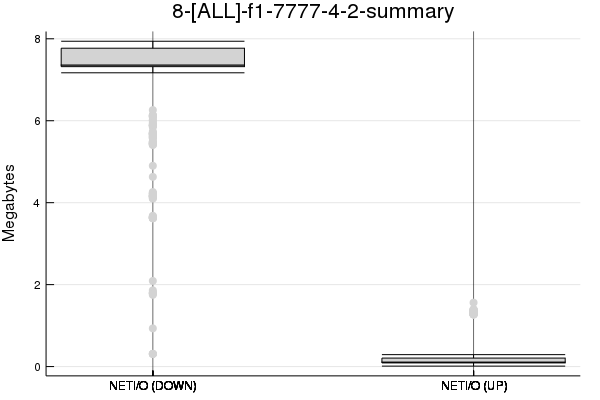 8-[ALL]-f1-7777-4-2-summary
Megabytes
8
6
4
2
0
NETI/O (DOWN)
NETI/O (UP)